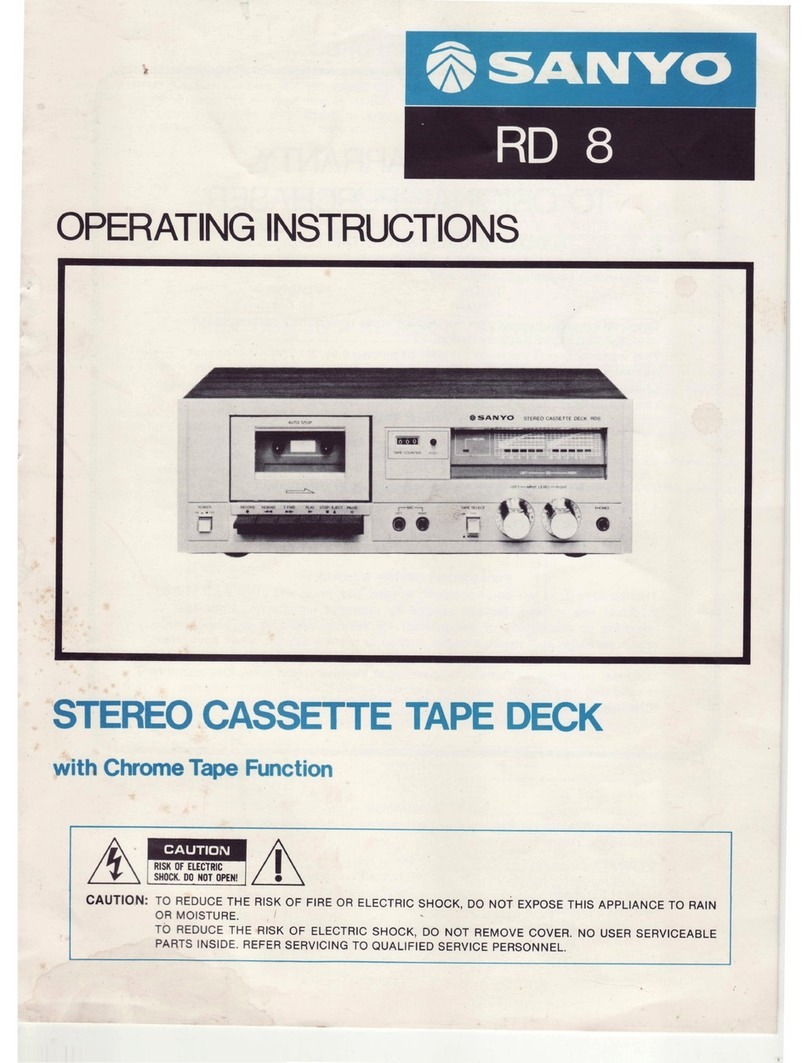 SANYO
RD 8
OPERATING INSTRUCTIONS
SANYO STEREO CASSETTE DECK RD8
AUTO STOP
TAPE COUNTER
LEFT INPUT LEVEL RIGHT
POWER
RECORD REWIND F.FWD PLAY STOP·EJECT PAUSE
MIC
TAPE SELECT
PHONES
STEREO CASSETTE TAPE DECK
with Chrome Tape Function
CAUTION
RISK OF ELECTRIC
SHOCK. DO NOT OPEN!
CAUTION: TO REDUCE THE RISK OF FIRE OR ELECTRIC SHOCK, DO NOT EXPOSE THIS APPLIANCE TO RAIN
OR MOISTURE.
TO REDUCE THE RISK OF ELECTRIC SHOCK, DO NOT REMOVE COVER. NO USER SERVICEABLE
PARTS INSIDE. REFER SERVICING TO QUALIFIED SERVICE PERSONNEL.